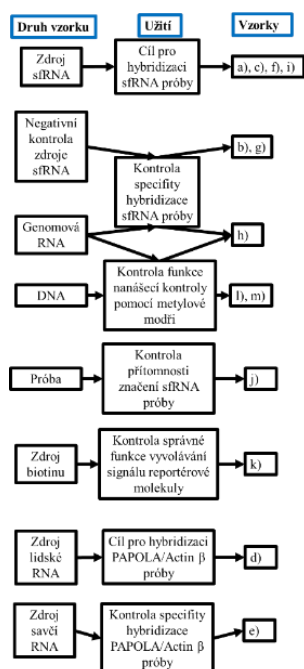 Druh vzorku Užití Vzorky
Zdroj
sfRNA
Cíl pro
hybridizaci
sfRNA próby
a), c), f), i)
Negativní
kontrola
zdroje
sfRNA
b), g)
Kontrola
specifity
hybridizace
sfRNA próby
Genomová
RNA
h)
DNA
Kontrola funkce
nanášecí kontroly
pomocí metylové
modři
l), m)
Próba
Kontrola
přítomnosti
značení sfRNA
próby
j)
Zdroj
biotinu
Kontrola správné
funkce vyvolávání
signálu reportérové
molekuly
k)
Zdroj
lidské
RNA
Cíl pro hybridizaci
PAPOLA/Actin β
próby
d)
Zdroj
savčí
RNA
Kontrola specifity
hybridizace
PAPOLA/Actin β
próby
e)